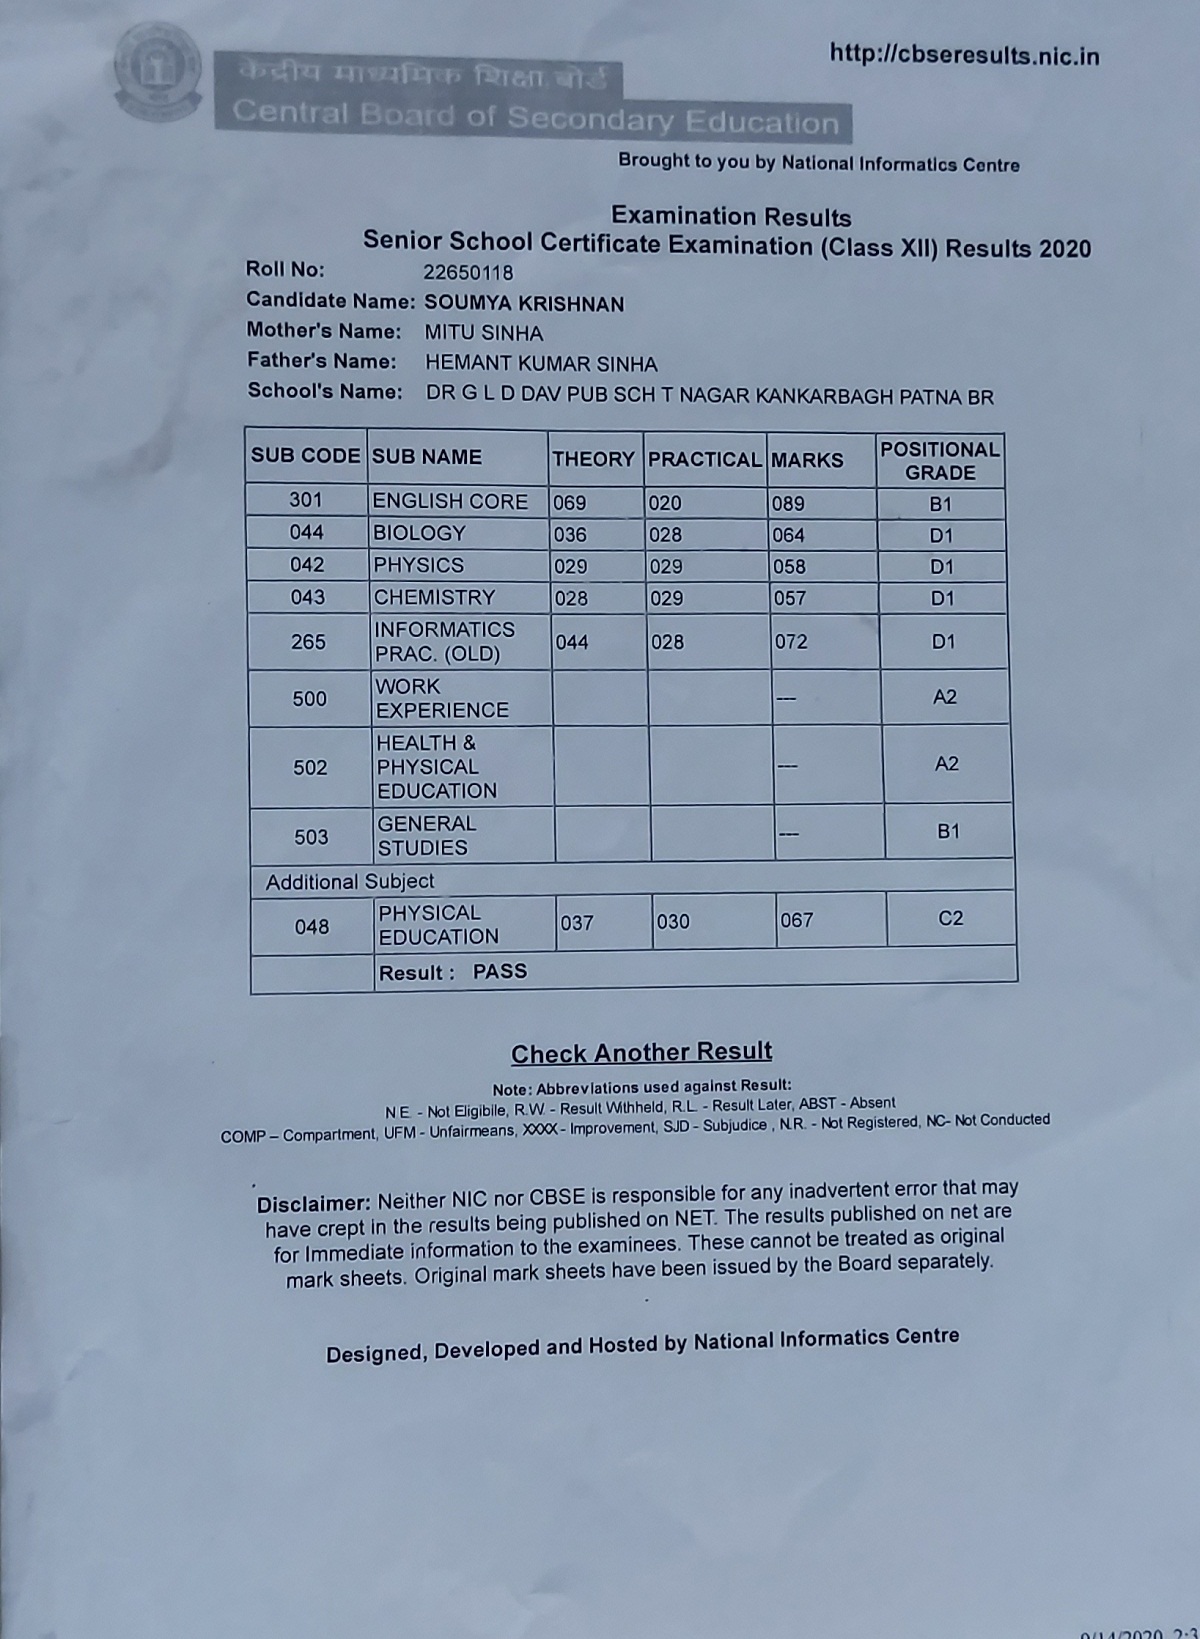 http://cbseresults.nic.in
केंद्रीय माध्यमिक शिक्षा बोर्ड
Central Board of Secondary Education
Brought to you by National Informatics Centre
Examination Results
Senior School Certificate Examination (Class XII) Results 2020
Roll No: 22650118
Candidate Name: SOUMYA KRISHNAN
Mother's Name: MITU SINHA
Father's Name: HEMANT KUMAR SINHA
School's Name: DR G L D DAV PUB SCH T NAGAR KANKARBAGH PATNA BR
SUB CODE SUB NAME THEORY PRACTICAL MARKS POSITIONAL GRADE
301 ENGLISH CORE 069 020 089 B1
044 BIOLOGY 036 028 064 D1
042 PHYSICS 029 029 058 D1
043 CHEMISTRY 028 029 057 D1
265 INFORMATICS PRAC. (OLD) 044 028 072 D1
500 WORK EXPERIENCE --- A2
502 HEALTH & PHYSICAL EDUCATION --- A2
503 GENERAL STUDIES --- B1
Additional Subject
048 PHYSICAL EDUCATION 037 030 067 C2
Result : PASS
Check Another Result
Note: Abbreviations used against Result:
N.E. - Not Eligibile, R.W. - Result Withheld, R.L. - Result Later, ABST - Absent
COMP – Compartment, UFM - Unfairmeans, XXXX - Improvement, SJD - Subjudice , N.R. - Not Registered, NC- Not Conducted
Disclaimer: Neither NIC nor CBSE is responsible for any inadvertent error that may
have crept in the results being published on NET. The results published on net are
for Immediate information to the examinees. These cannot be treated as original
mark sheets. Original mark sheets have been issued by the Board separately.
Designed, Developed and Hosted by National Informatics Centre